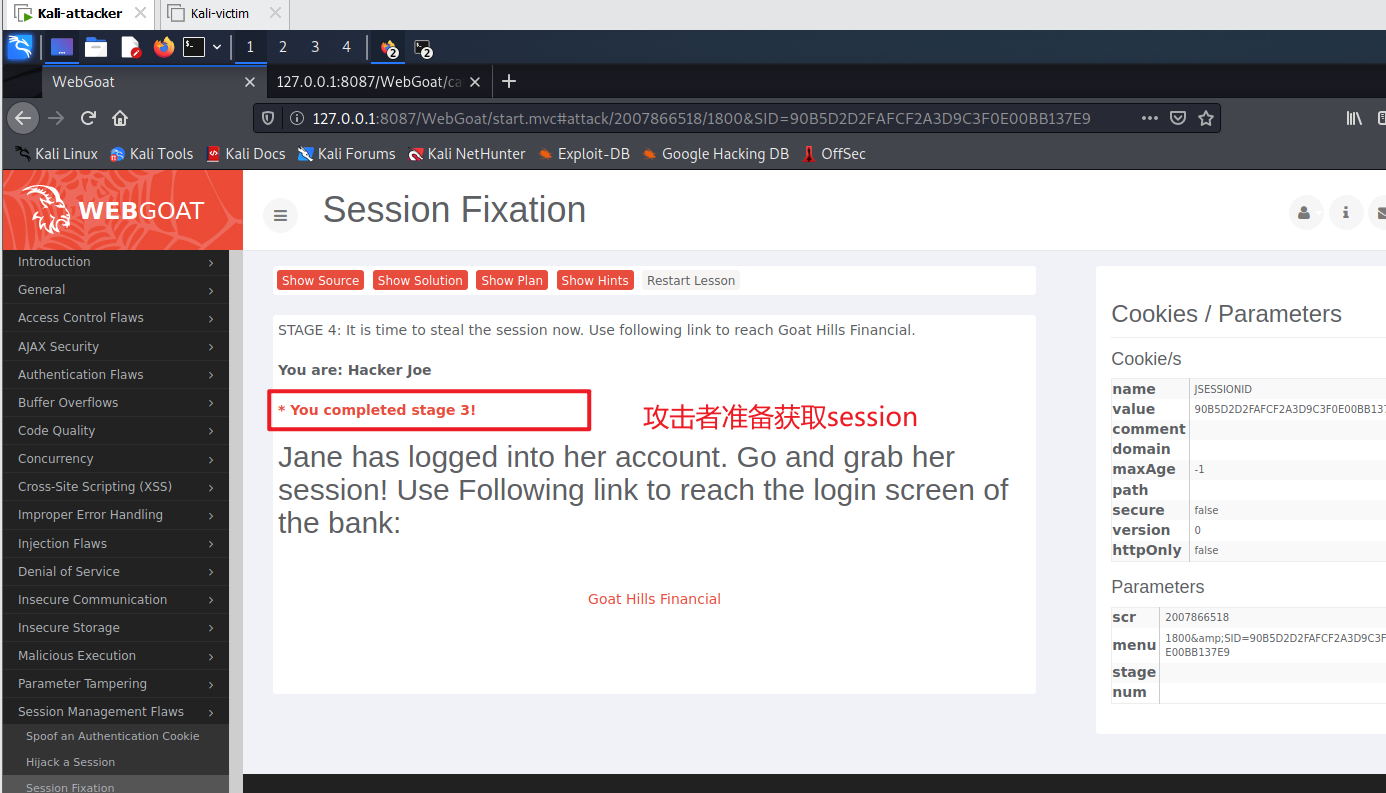 Kali-attacker
Kali-victim
1 2 3 4 2 2
WebGoat
127.0.0.1:8087/WebGoat/ca
127.0.0.1:8087/WebGoat/start.mvc#attack/2007866518/1800&SID=90B5D2D2FAFCF2A3D9C3F0E00BB137E9
Kali Linux Kali Tools Kali Docs Kali Forums Kali NetHunter Exploit-DB Google Hacking DB OffSec
WEBGOAT
Session Fixation
Introduction
General
Access Control Flaws
AJAX Security
Authentication Flaws
Buffer Overflows
Code Quality
Concurrency
Cross-Site Scripting (XSS)
Improper Error Handling
Injection Flaws
Denial of Service
Insecure Communication
Insecure Storage
Malicious Execution
Parameter Tampering
Session Management Flaws
Spoof an Authentication Cookie
Hijack a Session
Session Fixation
Show Source Show Solution Show Plan Show Hints Restart Lesson
STAGE 4: It is time to steal the session now. Use following link to reach Goat Hills Financial.
You are: Hacker Joe
* You completed stage 3!
攻击者准备获取session
Jane has logged into her account. Go and grab her
session! Use Following link to reach the login screen of
the bank:
Goat Hills Financial
Cookies / Parameters
Cookie/s
name JSESSIONID
value 90B5D2D2FAFCF2A3D9C3F0E00BB137
comment
domain
maxAge -1
path
secure false
version 0
httpOnly false
Parameters
scr 2007866518
menu 1800&amp;SID=90B5D2D2FAFCF2A3D9C3F
E00BB137E9
stage
num